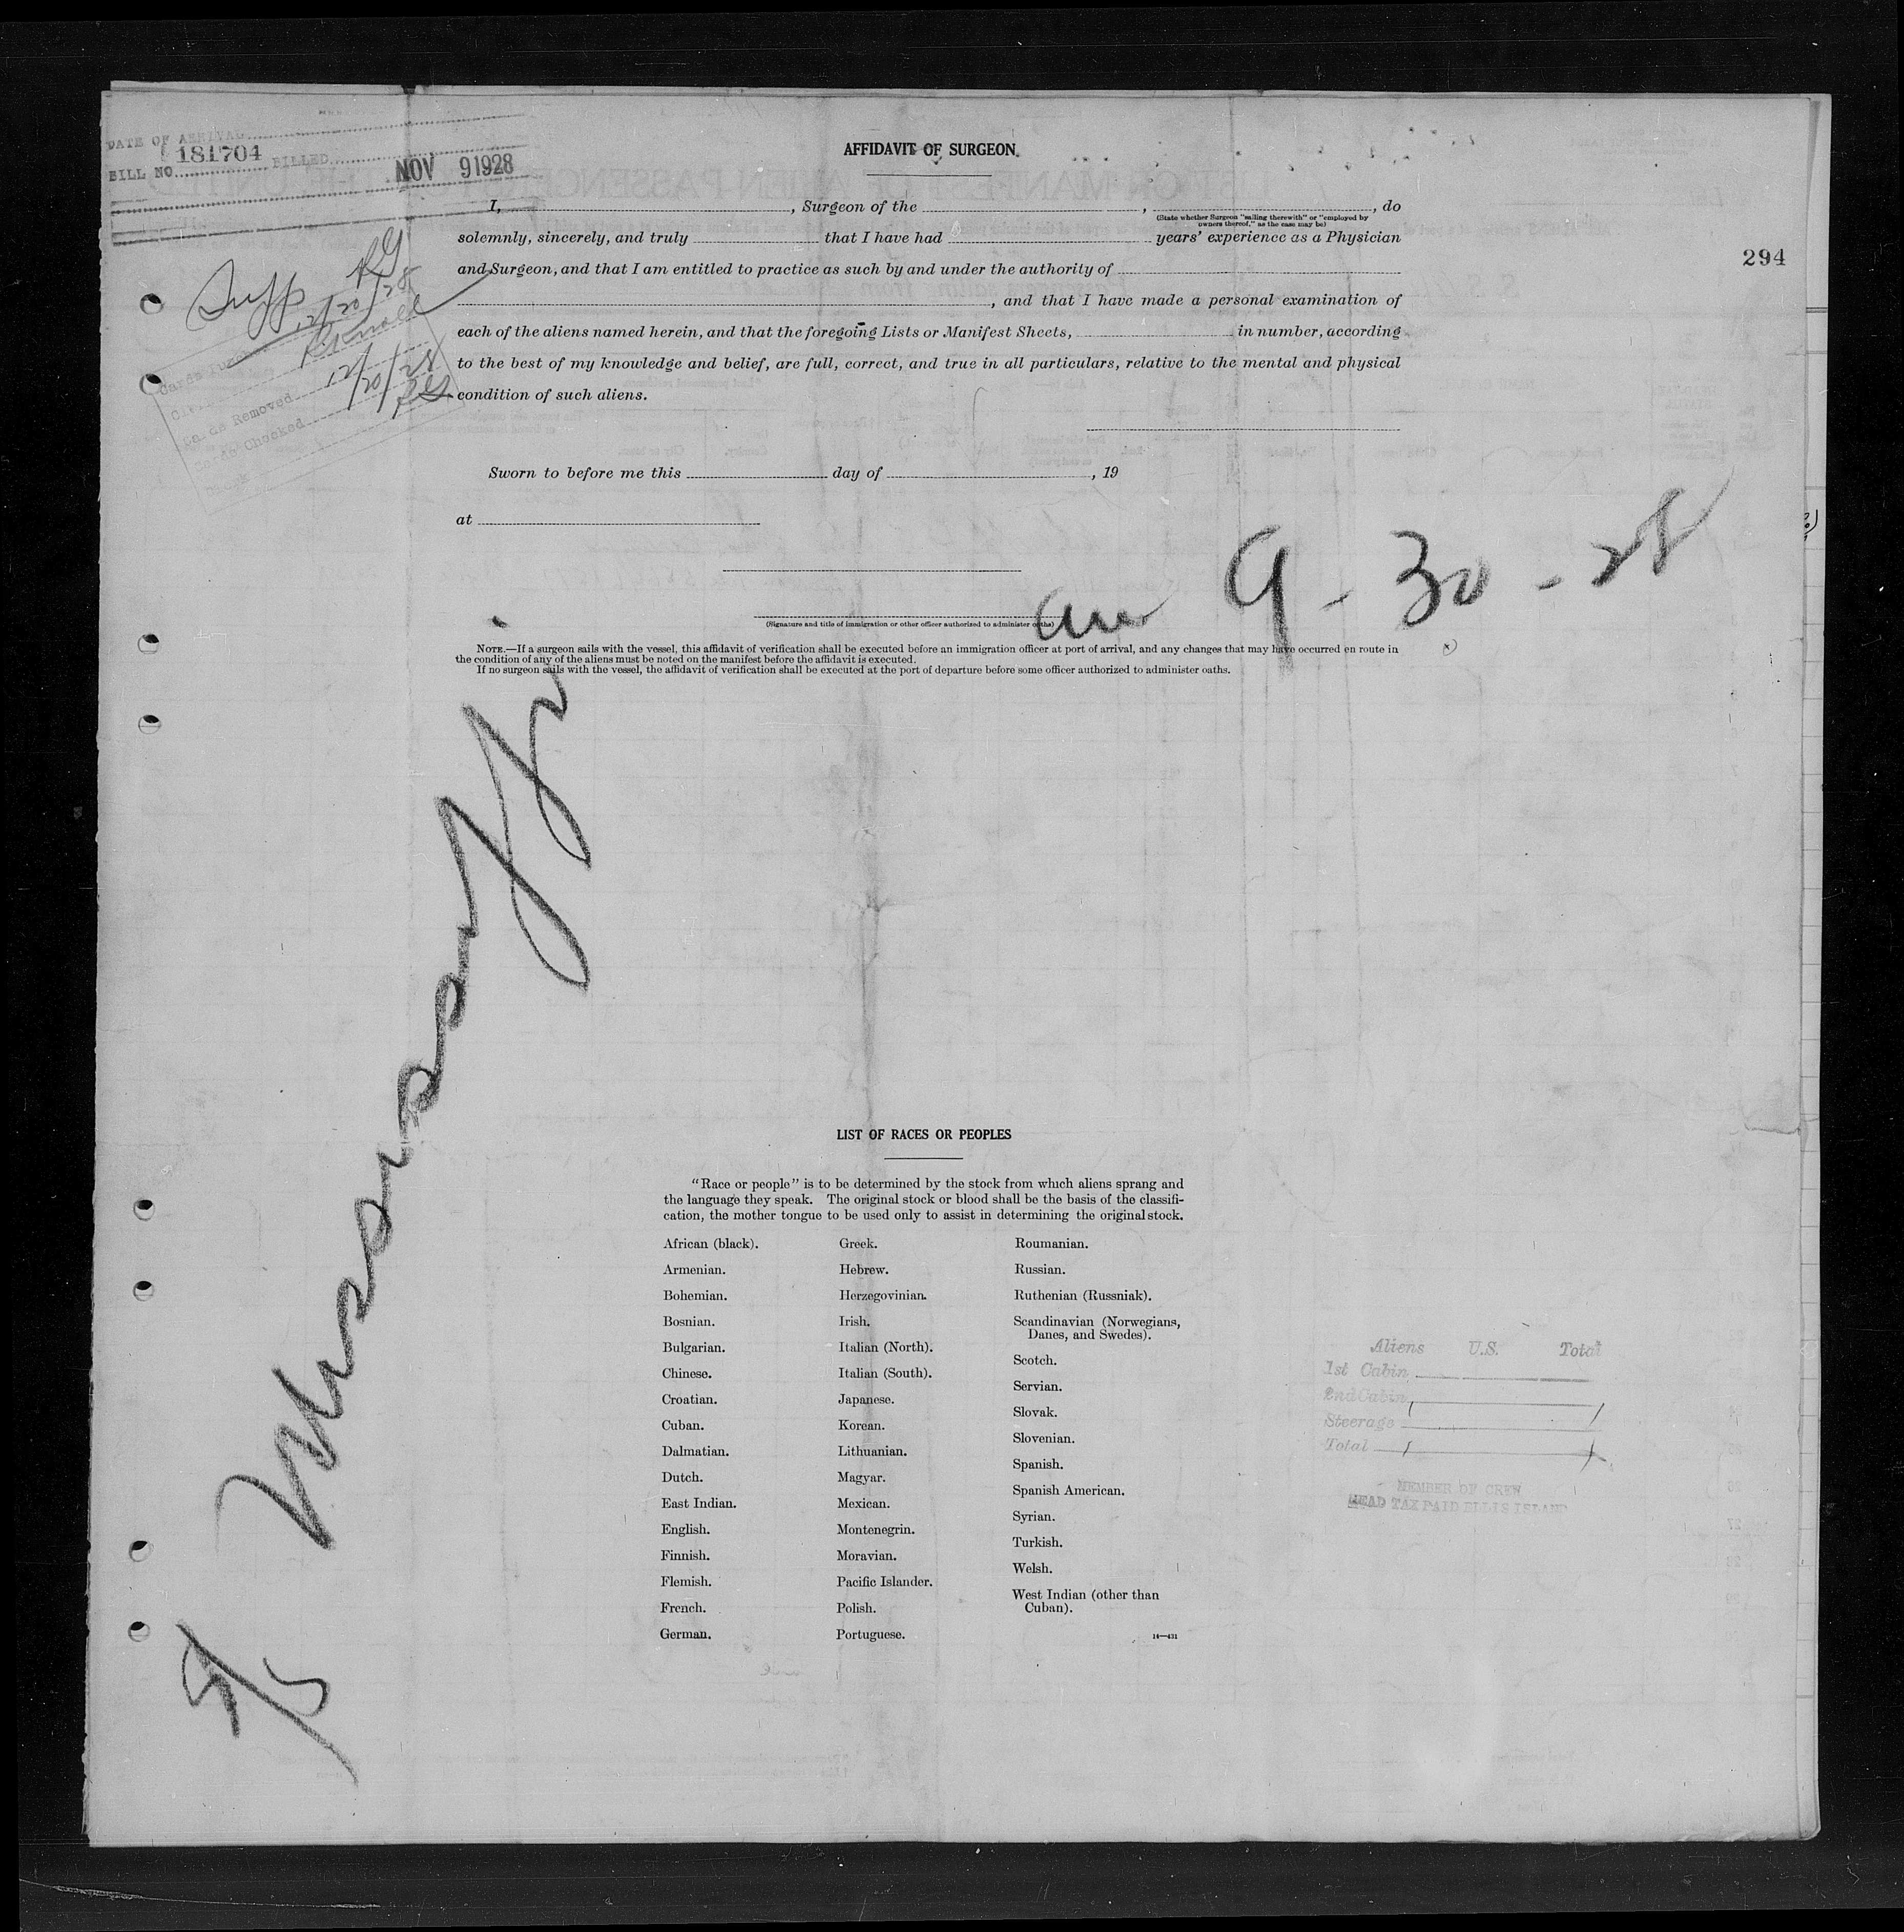 DATE OF ARRIVAL
BILL NO. 181704 BILLED NOV 9 1928
AFFIDAVIT OF SURGEON
I, , Surgeon of the , , do
(State whether Surgeon "sailing therewith" or "employed by
owners thereof," as the case may be)
solemnly, sincerely, and truly that I have had years' experience as a Physician
and Surgeon, and that I am entitled to practice as such by and under the authority of
, and that I have made a personal examination of
each of the aliens named herein, and that the foregoing Lists or Manifest Sheets, in number, according
to the best of my knowledge and belief, are full, correct, and true in all particulars, relative to the mental and physical
condition of such aliens.
294
Supp
12/20/28
Cards Removed 12/20/28
Checked
Sworn to before me this day of , 19
at
(Signature and title of immigration or other officer authorized to administer oaths)
9-30-28
NOTE.—If a surgeon sails with the vessel, this affidavit of verification shall be executed before an immigration officer at port of arrival, and any changes that may have occurred en route in
the condition of any of the aliens must be noted on the manifest before the affidavit is executed.
If no surgeon sails with the vessel, the affidavit of verification shall be executed at the port of departure before some officer authorized to administer oaths.
S/S
LIST OF RACES OR PEOPLES
"Race or people" is to be determined by the stock from which aliens sprang and
the language they speak. The original stock or blood shall be the basis of the classifi-
cation, the mother tongue to be used only to assist in determining the original stock.
African (black).
Armenian.
Bohemian.
Bosnian.
Bulgarian.
Chinese.
Croatian.
Cuban.
Dalmatian.
Dutch.
East Indian.
English.
Finnish.
Flemish.
French.
German.
Greek.
Hebrew.
Herzegovinian.
Irish.
Italian (North).
Italian (South).
Japanese.
Korean.
Lithuanian.
Magyar.
Mexican.
Montenegrin.
Moravian.
Pacific Islander.
Polish.
Portuguese.
Roumanian.
Russian.
Ruthenian (Russniak).
Scandinavian (Norwegians,
Danes, and Swedes).
Scotch.
Servian.
Slovak.
Slovenian.
Spanish.
Spanish American.
Syrian.
Turkish.
Welsh.
West Indian (other than
Cuban).
14—431
Aliens U.S. Total
1st Cabin
2nd Cabin 1 1
Steerage
Total 1 1
MEMBER OF CREW
HEAD TAX PAID ELLIS ISLAND